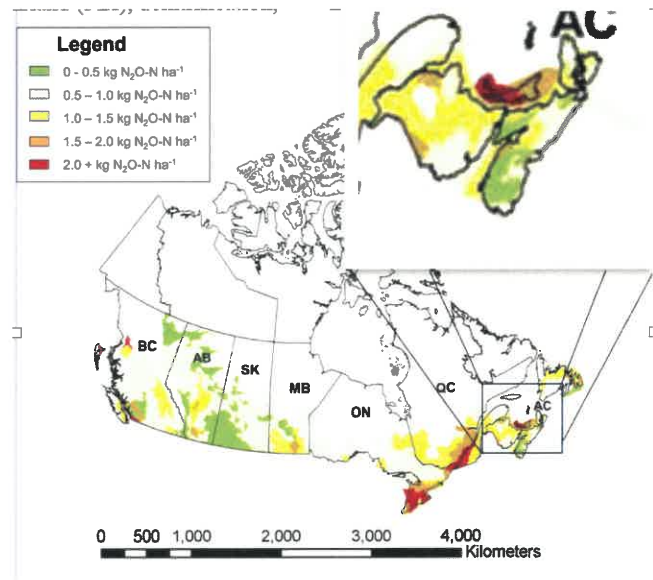 AC
Legend
0 - 0.5 kg N₂O-N ha⁻¹
0.5 – 1.0 kg N₂O-N ha⁻¹
1.0 – 1.5 kg N₂O-N ha⁻¹
1.5 – 2.0 kg N₂O-N ha⁻¹
2.0 + kg N₂O-N ha⁻¹
BC
AB
SK
MB
ON
QC
AC
0 500 1,000 2,000 3,000 4,000
Kilometers